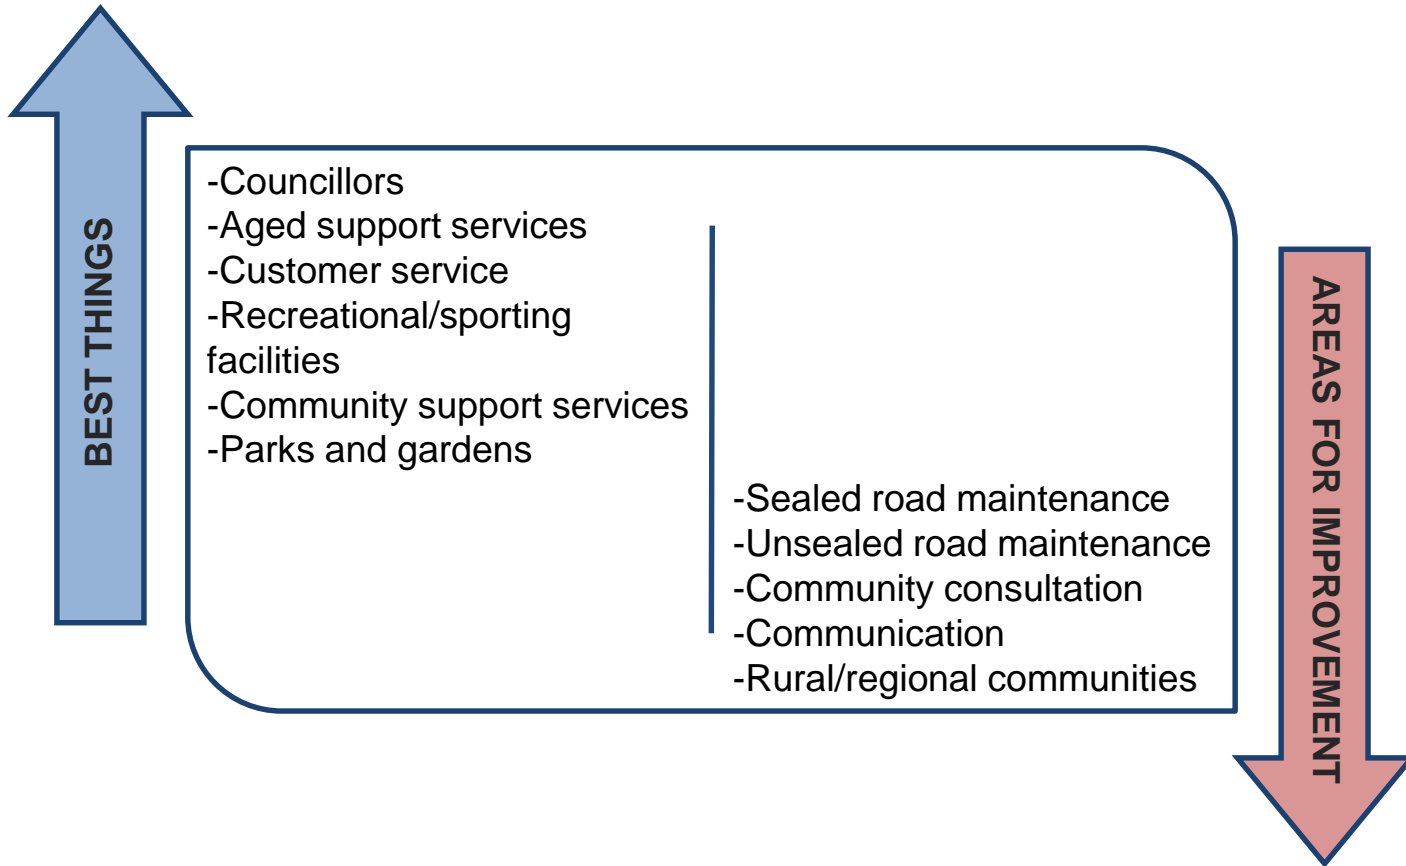 BEST THINGS
-Councillors
-Aged support services
-Customer service
-Recreational/sporting
facilities
-Community support services
-Parks and gardens
-Sealed road maintenance
-Unsealed road maintenance
-Community consultation
-Communication
-Rural/regional communities
AREAS FOR IMPROVEMENT